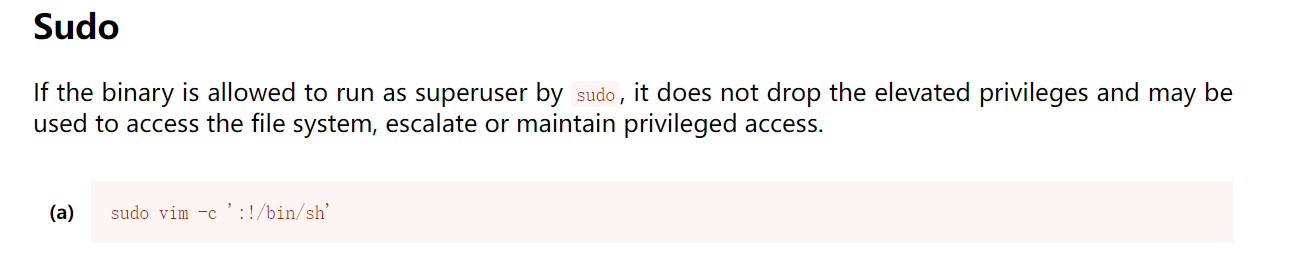 Sudo
If the binary is allowed to run as superuser by sudo, it does not drop the elevated privileges and may be
used to access the file system, escalate or maintain privileged access.
(a) sudo vim -c ':!/bin/sh'